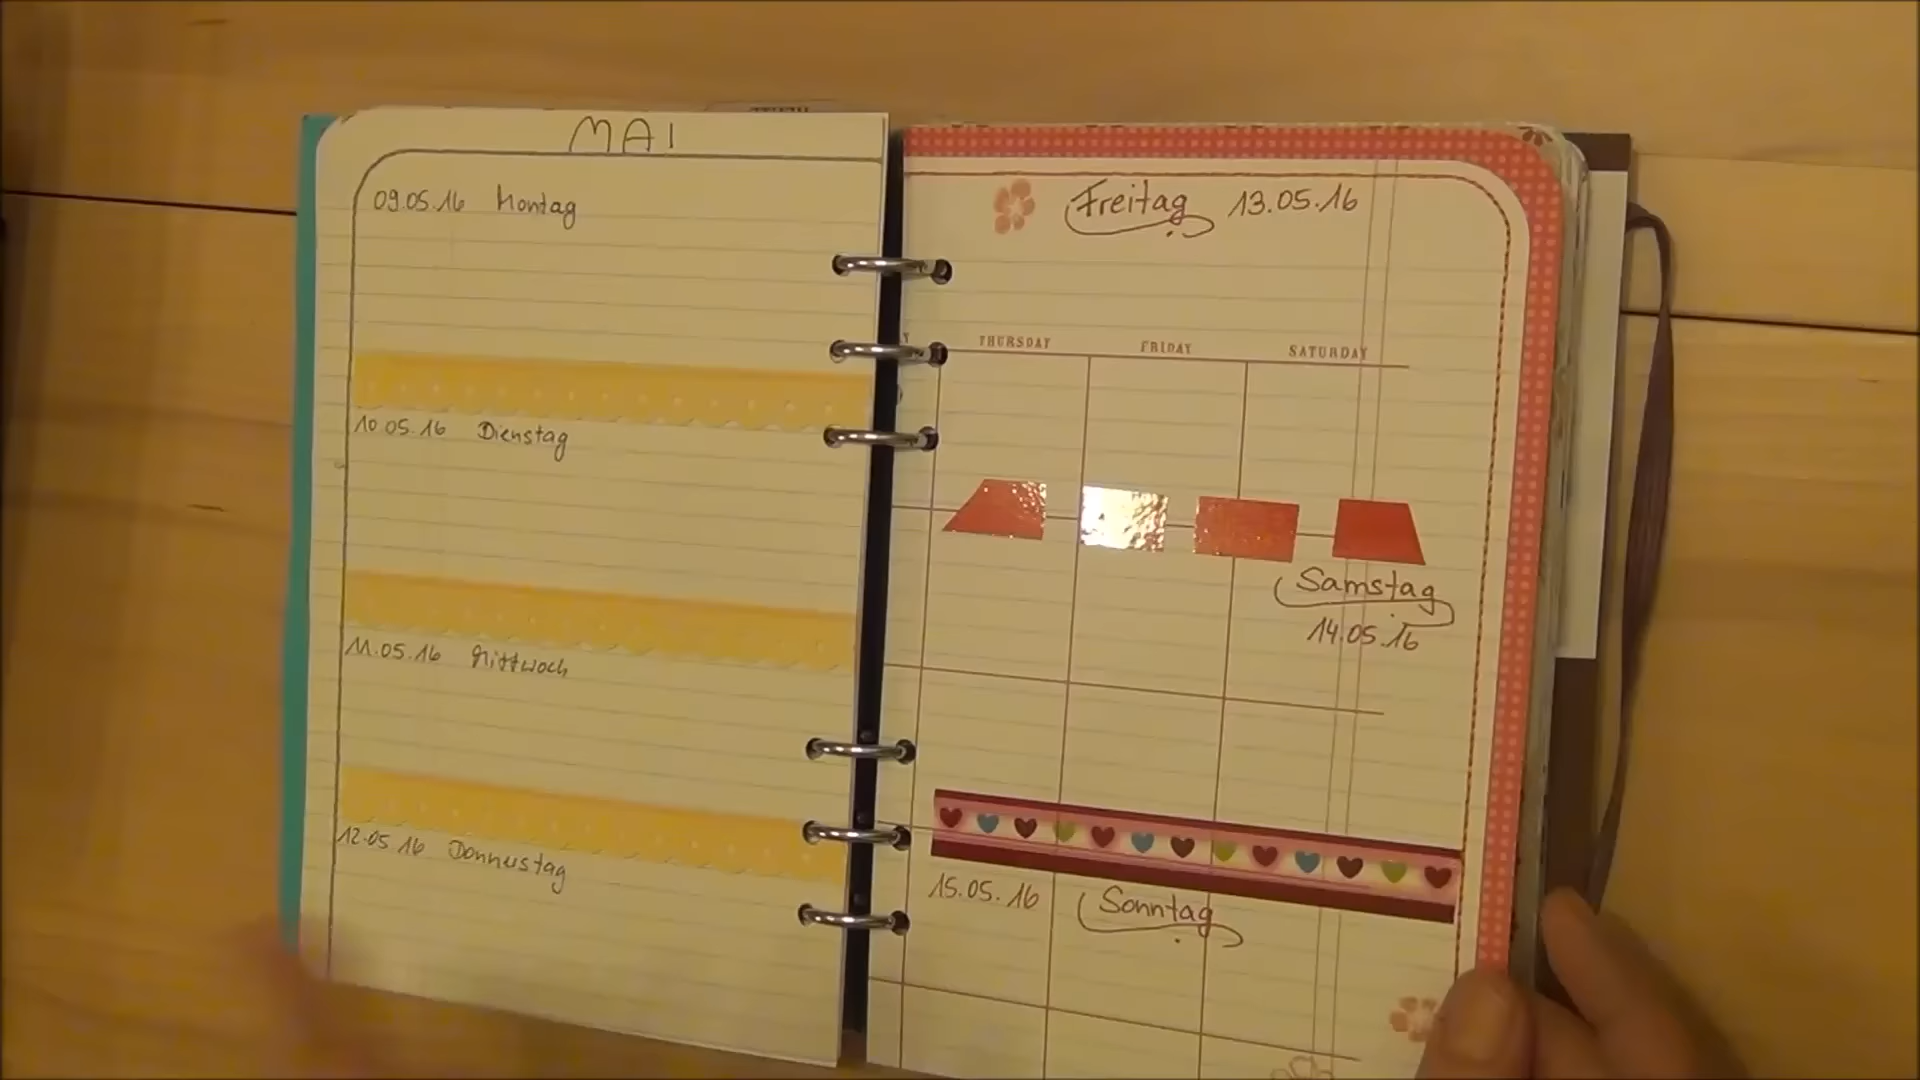 MAI
09.05.16 Montag
10.05.16 Dienstag
11.05.16 Mittwoch
12.05.16 Donnerstag
Freitag 13.05.16
THURSDAY FRIDAY SATURDAY
Samstag
14.05.16
15.05.16 Sonntag